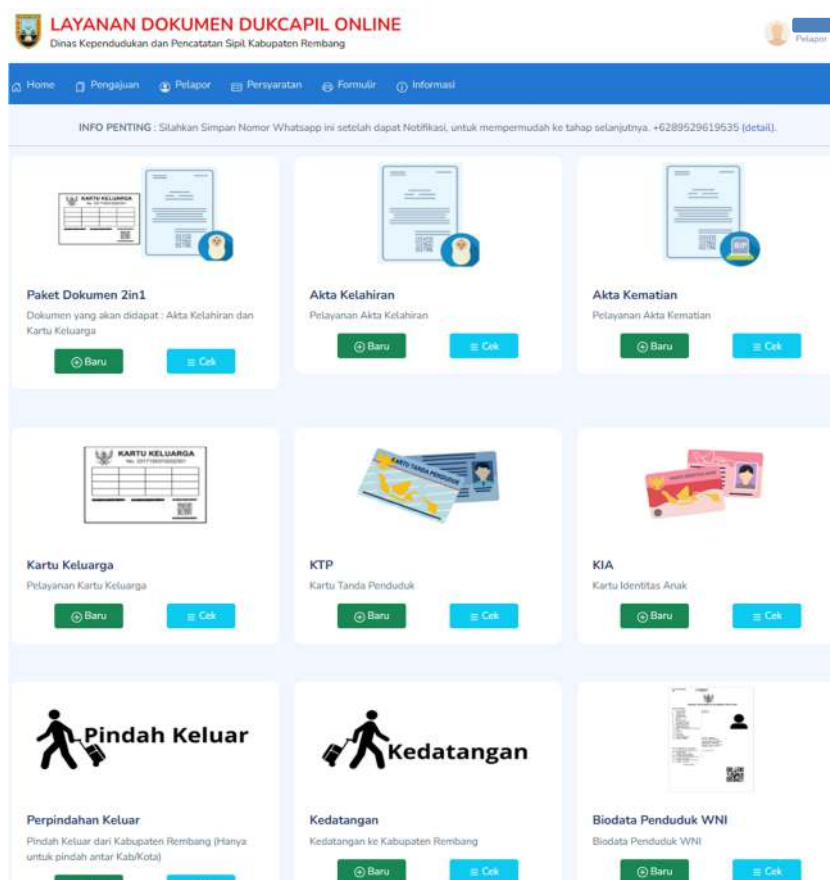 LAYANAN DOKUMEN DUKCAPIL ONLINE
Dinas Kependudukan dan Pencatatan Sipil Kabupaten Rembang
Pelapor
Home Pengajuan Pelapor Persyaratan Formulir Informasi
INFO PENTING : Silahkan Simpan Nomor Whatsapp ini setelah dapat Notifikasi, untuk mempermudah ke tahap selanjutnya. +6289529619535 (detail).
KARTU KELUARGA
RIP
Paket Dokumen 2in1
Dokumen yang akan didapat : Akta Kelahiran dan
Kartu Keluarga
Baru Cek
Akta Kelahiran
Pelayanan Akta Kelahiran
Baru Cek
Akta Kematian
Pelayanan Akta Kematian
Baru Cek
KARTU KELUARGA
KARTU TANDA PENDUDUK
Kartu Keluarga
Pelayanan Kartu Keluarga
Baru Cek
KTP
Kartu Tanda Penduduk
Baru Cek
KIA
Kartu Identitas Anak
Baru Cek
Pindah Keluar
Kedatangan
Perpindahan Keluar
Pindah Keluar dari Kabupaten Rembang (Hanya
untuk pindah antar Kab/Kota)
Kedatangan
Kedatangan ke Kabupaten Rembang
Baru Cek
Biodata Penduduk WNI
Biodata Penduduk WNI
Baru Cek